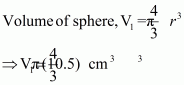 Volume of sphere, V₁ = π 4/3 r³
⇒ V₁ = π 4/3 (10.5)³ cm³